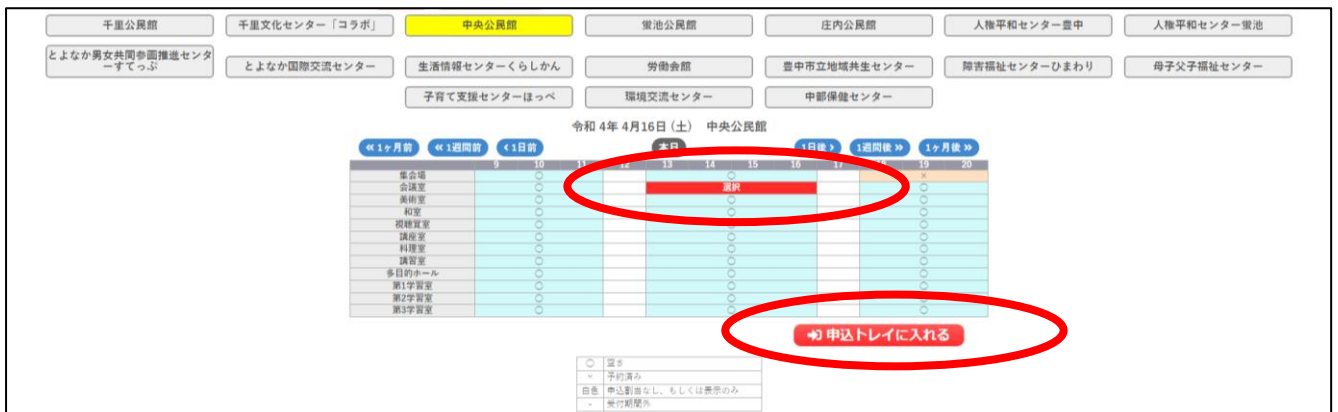 千里公民館 千里文化センター「コラボ」 中央公民館 蛍池公民館 庄内公民館 人権平和センター豊中 人権平和センター蛍池
とよなか男女共同参画推進センターすてっぷ とよなか国際交流センター 生活情報センターくらしかん 労働会館 豊中市立地域共生センター 障害福祉センターひまわり 母子父子福祉センター
子育て支援センターほっぺ 環境交流センター 中部保健センター
令和 4年 4月16日（土） 中央公民館
≪1ヶ月前 ≪1週間前 <1日前 本日 1日後> 1週間後≫ 1ヶ月後≫
9 10 11 12 13 14 15 16 17 18 19 20
集会場 ○ ○ ×
会議室 ○ 選択 ○
美術室 ○ ○ ○
和室 ○ ○ ○
視聴覚室 ○ ○ ○
講座室 ○ ○ ○
料理室 ○ ○ ○
講習室 ○ ○ ○
多目的ホール ○ ○ ○
第1学習室 ○ ○ ○
第2学習室 ○ ○ ○
第3学習室 ○ ○ ○
申込トレイに入れる
○ 空き
× 予約済み
白色 申込割当なし、もしくは表示のみ
- 受付期間外